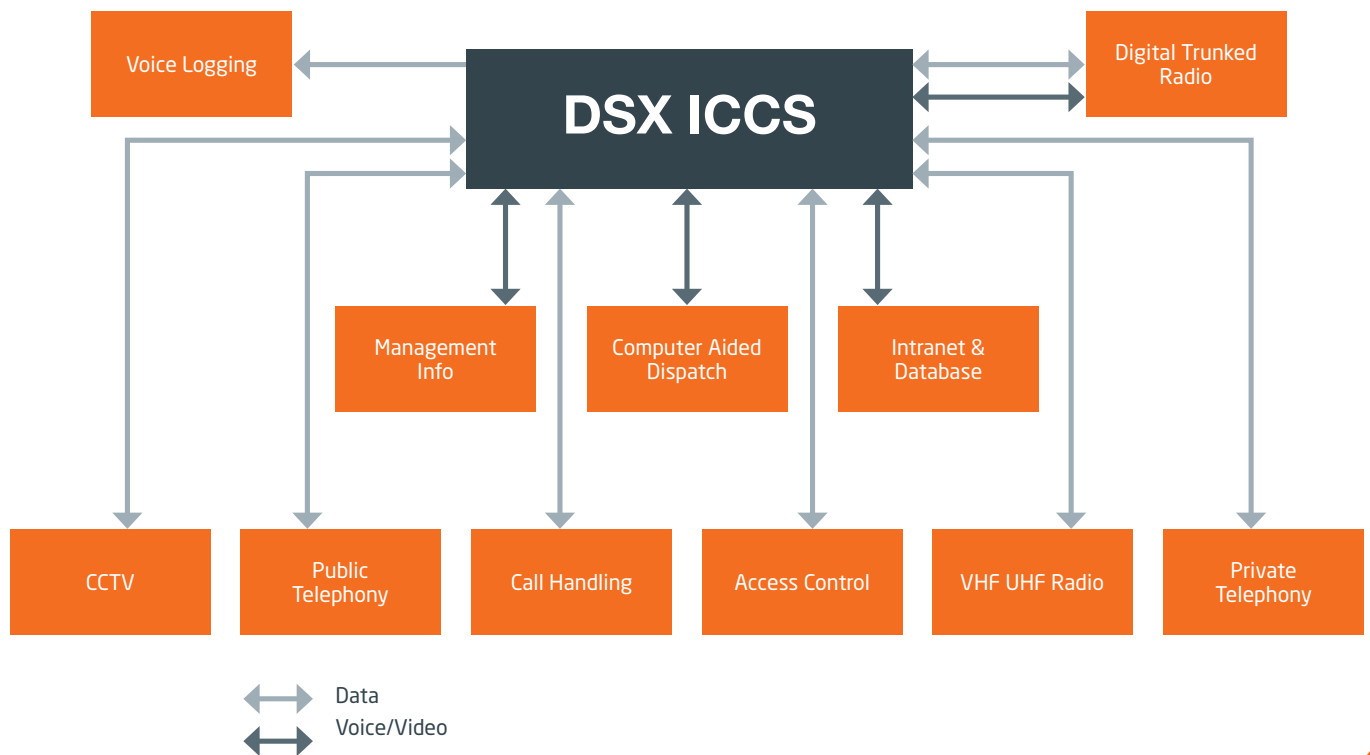 Voice Logging
DSX ICCS
Digital Trunked
Radio
Management
Info
Computer Aided
Dispatch
Intranet &
Database
CCTV
Public
Telephony
Call Handling
Access Control
VHF UHF Radio
Private
Telephony
Data
Voice/Video